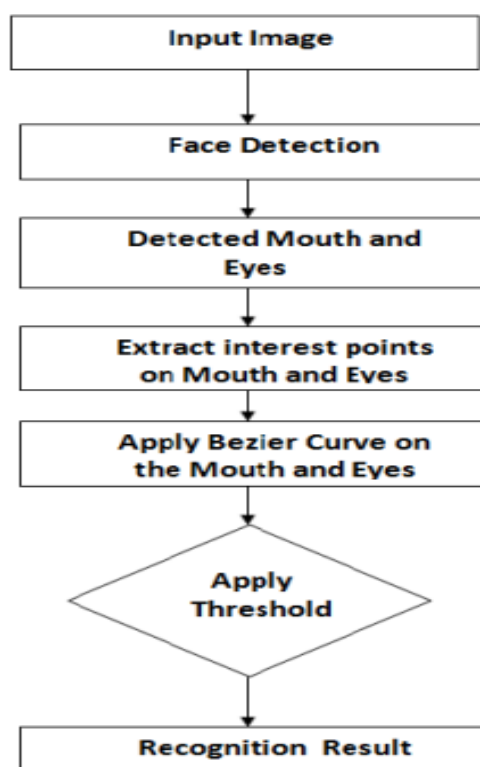 Input Image
Face Detection
Detected Mouth and
Eyes
Extract interest points
on Mouth and Eyes
Apply Bezier Curve on
the Mouth and Eyes
Apply
Threshold
Recognition Result